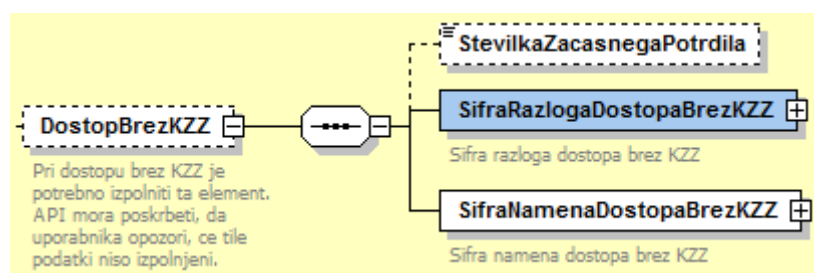 StevilkaZacasnegaPotrdila
DostopBrezKZZ
Pri dostopu brez KZZ je
potrebno izpolniti ta element.
API mora poskrbeti, da
uporabnika opozori, ce tile
podatki niso izpolnjeni.
SifraRazlogaDostopaBrezKZZ
Sifra razloga dostopa brez KZZ
SifraNamenaDostopaBrezKZZ
Sifra namena dostopa brez KZZ